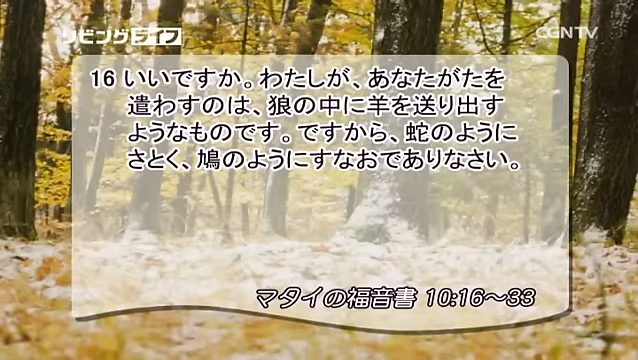 リビングライフ
CGNTV
16 いいですか。わたしが、あなたがたを
遣わすのは、狼の中に羊を送り出す
ようなものです。ですから、蛇のように
さとく、鳩のようにすなおでありなさい。
マタイの福音書 10:16～33